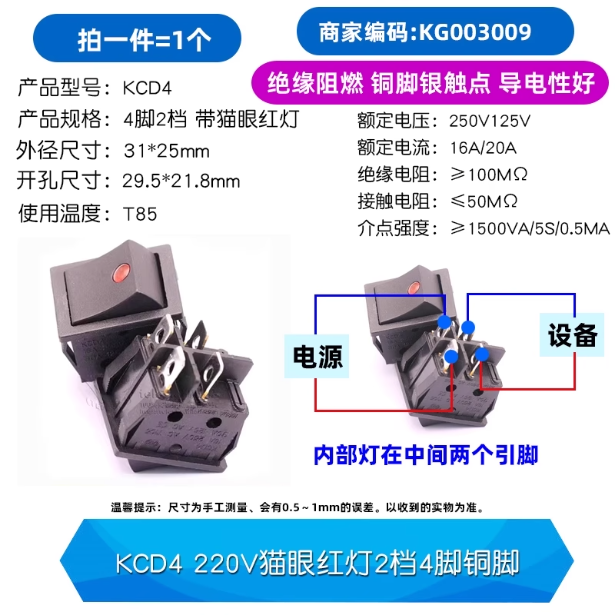 拍一件=1个
商家编码:KG003009
绝缘阻燃 铜脚银触点 导电性好
产品型号: KCD4
产品规格: 4脚2档 带猫眼红灯
外径尺寸: 31*25mm
开孔尺寸: 29.5*21.8mm
使用温度: T85
额定电压: 250V125V
额定电流: 16A/20A
绝缘电阻: ≥100MΩ
接触电阻: ≤50MΩ
介点强度: ≥1500VA/5S/0.5MA
电源
设备
内部灯在中间两个引脚
温馨提示: 尺寸为手工测量、会有0.5~1mm的误差。以收到的实物为准。
KCD4 220V猫眼红灯2档4脚铜脚